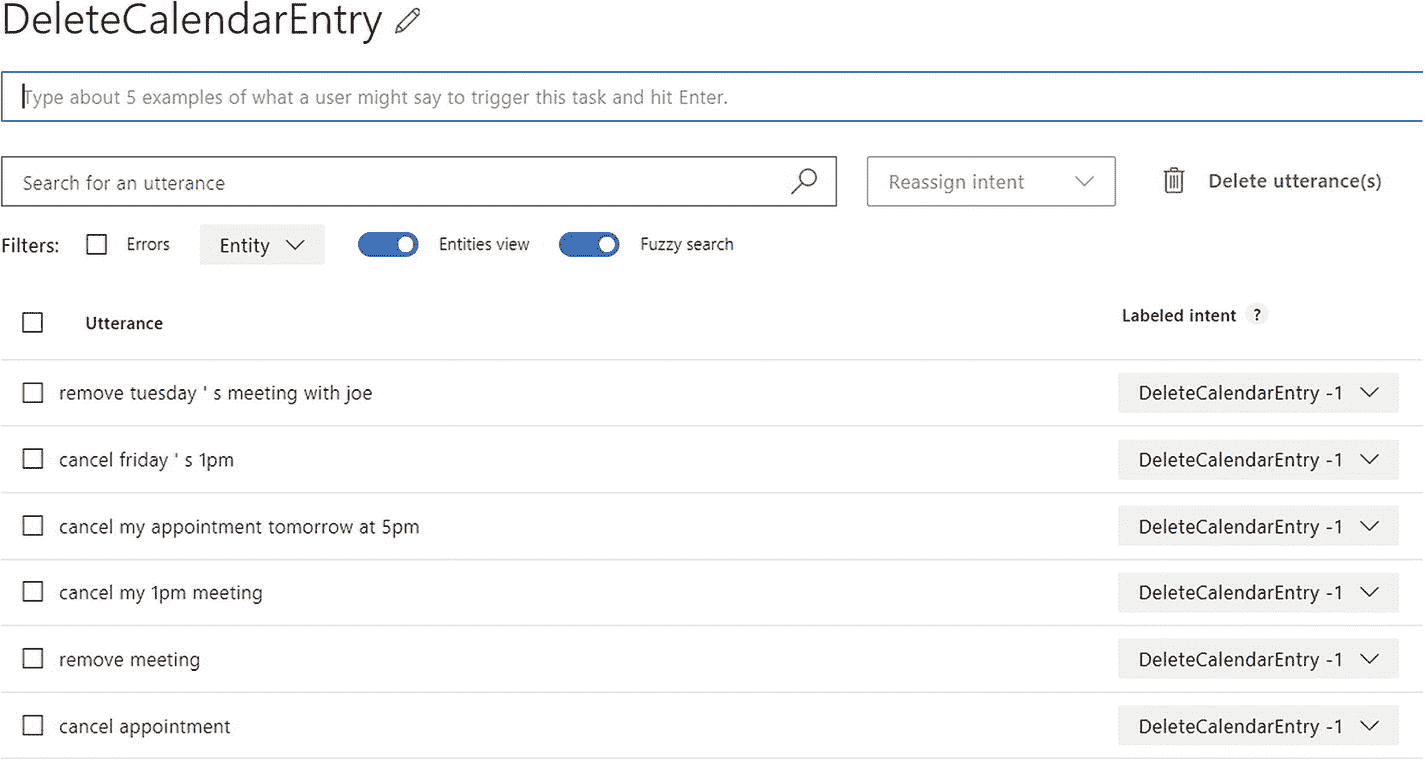 DeleteCalendarEntry
Type about 5 examples of what a user might say to trigger this task and hit Enter.
Search for an utterance
Reassign intent
Delete utterance(s)
Filters: Errors Entity Entities view Fuzzy search
Utterance
Labeled intent ?
remove tuesday ' s meeting with joe DeleteCalendarEntry -1
cancel friday ' s 1pm DeleteCalendarEntry -1
cancel my appointment tomorrow at 5pm DeleteCalendarEntry -1
cancel my 1pm meeting DeleteCalendarEntry -1
remove meeting DeleteCalendarEntry -1
cancel appointment DeleteCalendarEntry -1